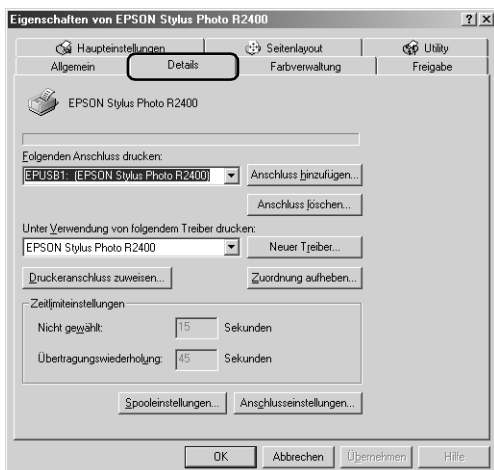 Eigenschaften von EPSON Stylus Photo R2400
Haupteinstellungen Seitenlayout Utility
Allgemein Details Farbverwaltung Freigabe
EPSON Stylus Photo R2400
Folgenden Anschluss drucken:
EPUSB1: (EPSON Stylus Photo R2400) Anschluss hinzufügen...
Anschluss löschen...
Unter Verwendung von folgendem Treiber drucken:
EPSON Stylus Photo R2400 Neuer Treiber...
Druckeranschluss zuweisen... Zuordnung aufheben...
Zeitlimiteinstellungen
Nicht gewählt: 15 Sekunden
Übertragungswiederholung: 45 Sekunden
Spooleinstellungen... Anschlusseinstellungen...
OK Abbrechen Übernehmen Hilfe